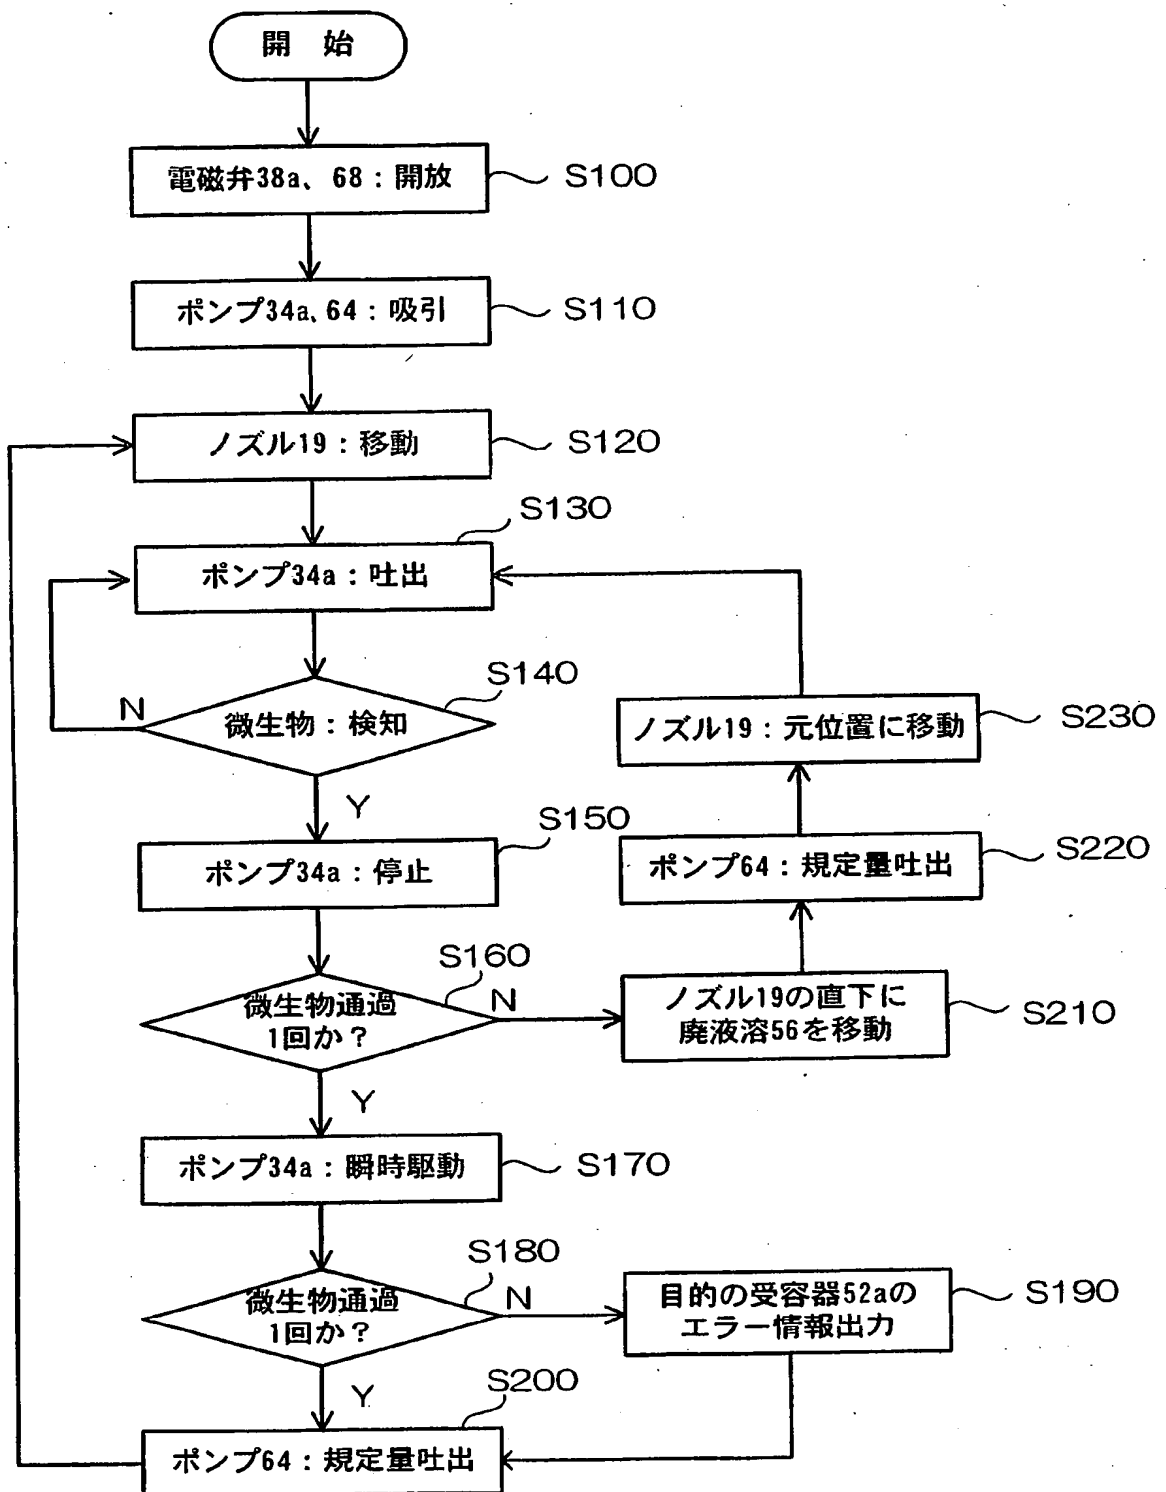 開 始
電磁弁38a、68：開放
S100
ポンプ34a、64：吸引
S110
ノズル19：移動
S120
S130
ポンプ34a：吐出
S140
N
微生物：検知
Y
S150
ポンプ34a：停止
S160
微生物通過
1回か？
N
Y
ノズル19：元位置に移動
S230
ポンプ64：規定量吐出
S220
ノズル19の直下に
廃液溶56を移動
S210
ポンプ34a：瞬時駆動
S170
S180
微生物通過
1回か？
N
Y
目的の受容器52aの
エラー情報出力
S190
S200
ポンプ64：規定量吐出